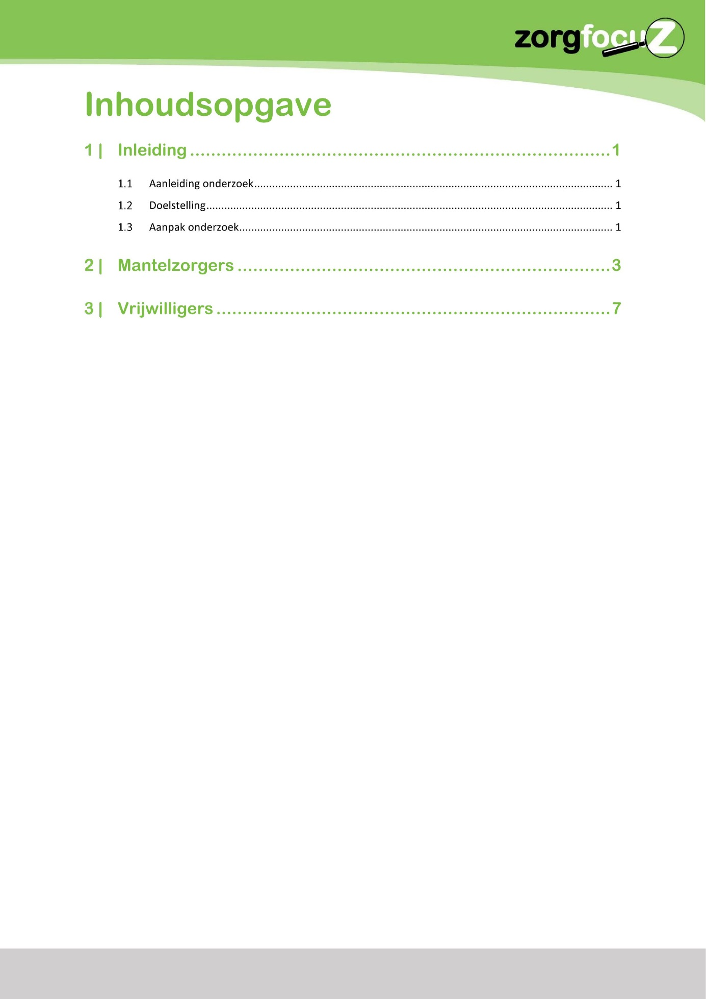 zorgfocuZ
Inhoudsopgave
1 | Inleiding ................................................................................ 1
1.1 Aanleiding onderzoek........................................................................................................................ 1
1.2 Doelstelling........................................................................................................................................ 1
1.3 Aanpak onderzoek............................................................................................................................. 1
2 | Mantelzorgers ....................................................................... 3
3 | Vrijwilligers ........................................................................... 7